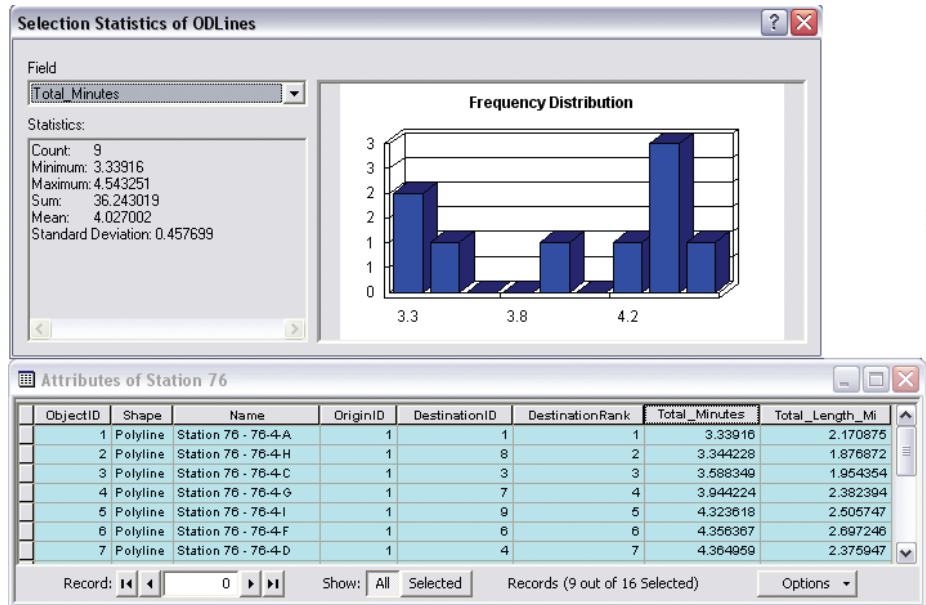 Selection Statistics of ODLines
Field
Total_Minutes
Statistics:
Count: 9
Minimum: 3.33916
Maximum: 4.543251
Sum: 36.243019
Mean: 4.027002
Standard Deviation: 0.457699
Frequency Distribution
3
3
2
2
1
1
0
3.3 3.8 4.2
Attributes of Station 76
ObjectID Shape Name OriginID DestinationID DestinationRank Total_Minutes Total_Length_Mi
1 Polyline Station 76 - 76-4-A 1 1 1 3.33916 2.170875
2 Polyline Station 76 - 76-4-H 1 8 2 3.344228 1.876872
3 Polyline Station 76 - 76-4-C 1 3 3 3.588349 1.954354
4 Polyline Station 76 - 76-4-G 1 7 4 3.944224 2.382394
5 Polyline Station 76 - 76-4-I 1 9 5 4.323618 2.505747
6 Polyline Station 76 - 76-4-F 1 6 6 4.356367 2.697246
7 Polyline Station 76 - 76-4-D 1 4 7 4.364959 2.375947
Record: 0 Show: All Selected Records (9 out of 16 Selected) Options